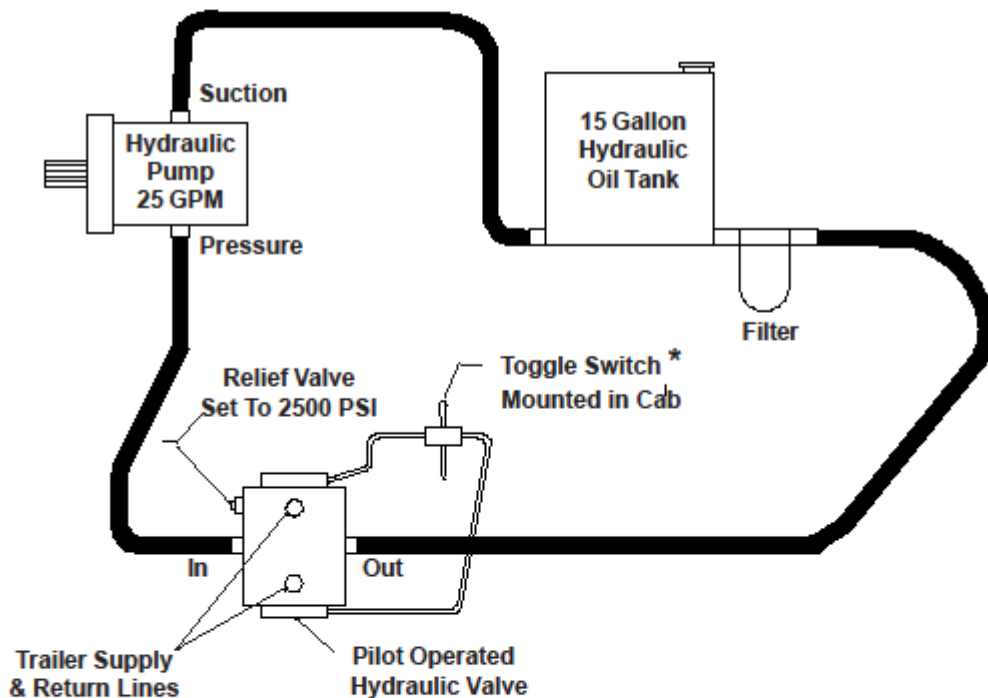 Suction
Hydraulic
Pump
25 GPM
Pressure
15 Gallon
Hydraulic
Oil Tank
Filter
Relief Valve
Set To 2500 PSI
Toggle Switch *
Mounted in Cab
In
Out
Trailer Supply
& Return Lines
Pilot Operated
Hydraulic Valve